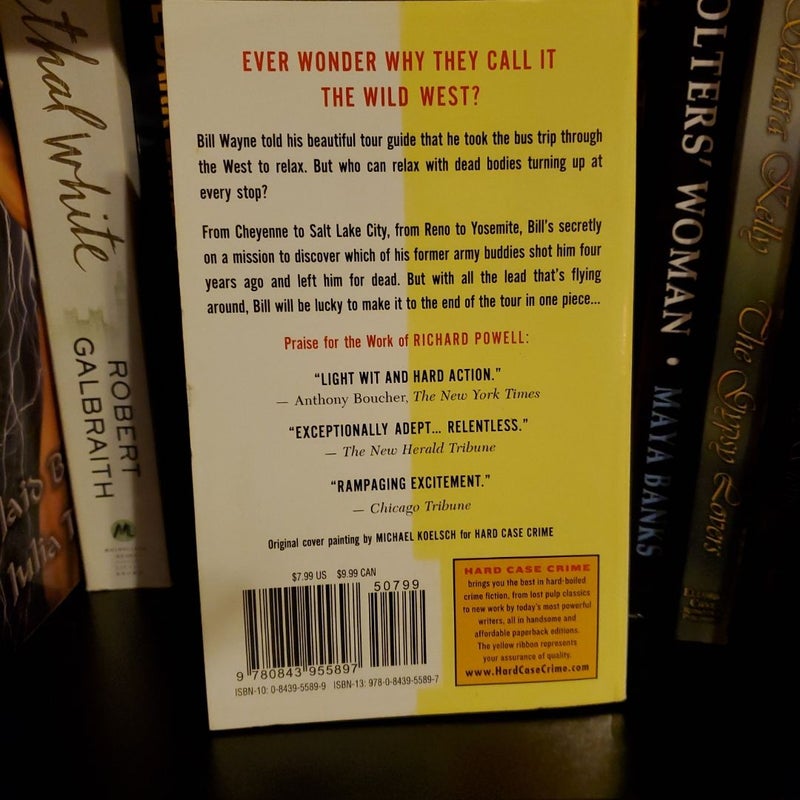 EVER WONDER WHY THEY CALL IT
THE WILD WEST?
Bill Wayne told his beautiful tour guide that he took the bus trip through
the West to relax. But who can relax with dead bodies turning up at
every stop?
From Cheyenne to Salt Lake City, from Reno to Yosemite, Bill's secretly
on a mission to discover which of his former army buddies shot him four
years ago and left him for dead. But with all the lead that's flying
around, Bill will be lucky to make it to the end of the tour in one piece...
Praise for the Work of RICHARD POWELL:
"LIGHT WIT AND HARD ACTION."
— Anthony Boucher, The New York Times
"EXCEPTIONALLY ADEPT... RELENTLESS."
— The New Herald Tribune
"RAMPAGING EXCITEMENT."
— Chicago Tribune
Original cover painting by MICHAEL KOELSCH for HARD CASE CRIME
$7.99 US $9.99 CAN
50799
9 780843 955897
ISBN-10: 0-8439-5589-9 ISBN-13: 978-0-8439-5589-7
HARD CASE CRIME
brings you the best in hard-boiled
crime fiction, from lost pulp classics
to new work by today's most powerful
writers, all in handsome and
affordable paperback editions.
The yellow ribbon represents
your assurance of quality.
www.HardCaseCrime.com
thal White
ROBERT
GALBRAITH
OLTERS' WOMAN • MAYA BANKS
Sahara Kelly
The Gypsy Lovers